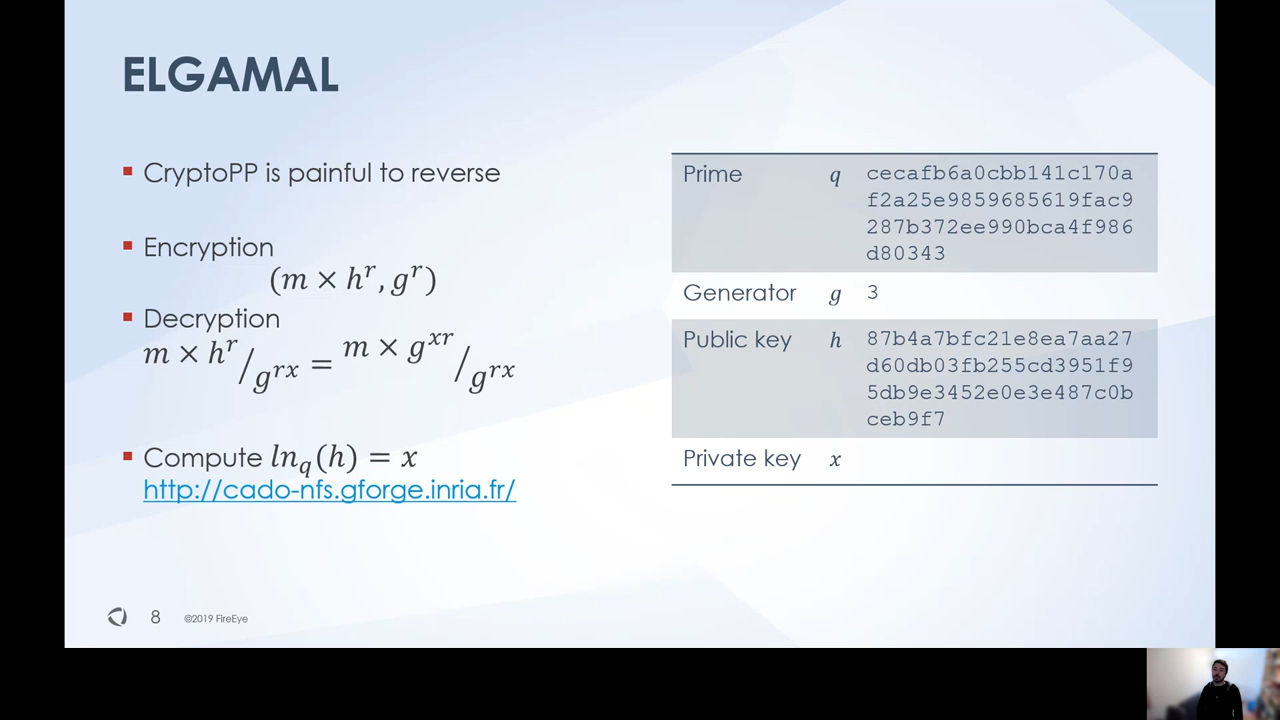 ELGAMAL
CryptoPP is painful to reverse
Encryption
(m × h^r, g^r)
Decryption
m × h^r / g^{rx} = m × g^{xr} / g^{rx}
Compute ln_q(h) = x
http://cado-nfs.gforge.inria.fr/
Prime q cecafb6a0cbb141c170a
f2a25e9859685619fac9
287b372ee990bca4f986
d80343
Generator g 3
Public key h 87b4a7bfc21e8ea7aa27
d60db03fb255cd3951f9
5db9e3452e0e3e487c0b
ceb9f7
Private key x
8 ©2019 FireEye